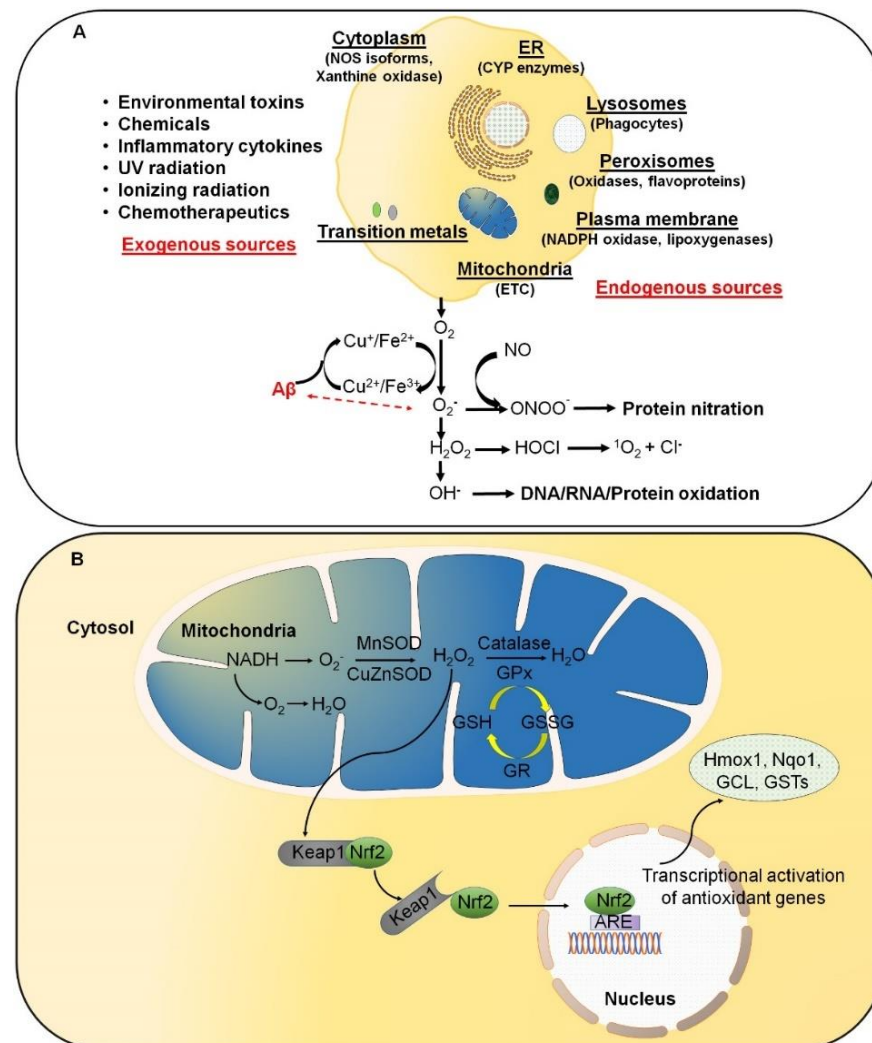 A
Cytoplasm
(NOS isoforms,
Xanthine oxidase)
ER
(CYP enzymes)
• Environmental toxins
• Chemicals
• Inflammatory cytokines
• UV radiation
• Ionizing radiation
• Chemotherapeutics
Exogenous sources
Lysosomes
(Phagocytes)
Peroxisomes
(Oxidases, flavoproteins)
Plasma membrane
(NADPH oxidase, lipoxygenases)
Transition metals
Mitochondria
(ETC)
Endogenous sources
O₂
Cu⁺/Fe²⁺
NO
Aβ
Cu²⁺/Fe³⁺
O₂⁻
ONOO⁻
Protein nitration
H₂O₂
HOCl
¹O₂ + Cl⁻
OH⁻
DNA/RNA/Protein oxidation
B
Cytosol
Mitochondria
NADH
O₂⁻
MnSOD
CuZnSOD
H₂O₂
Catalase
GPx
H₂O
O₂
H₂O
GSH
GSSG
GR
Hmox1, Nqo1,
GCL, GSTs
Keap1
Nrf2
Keap1
Nrf2
Transcriptional activation
of antioxidant genes
Nrf2
ARE
Nucleus